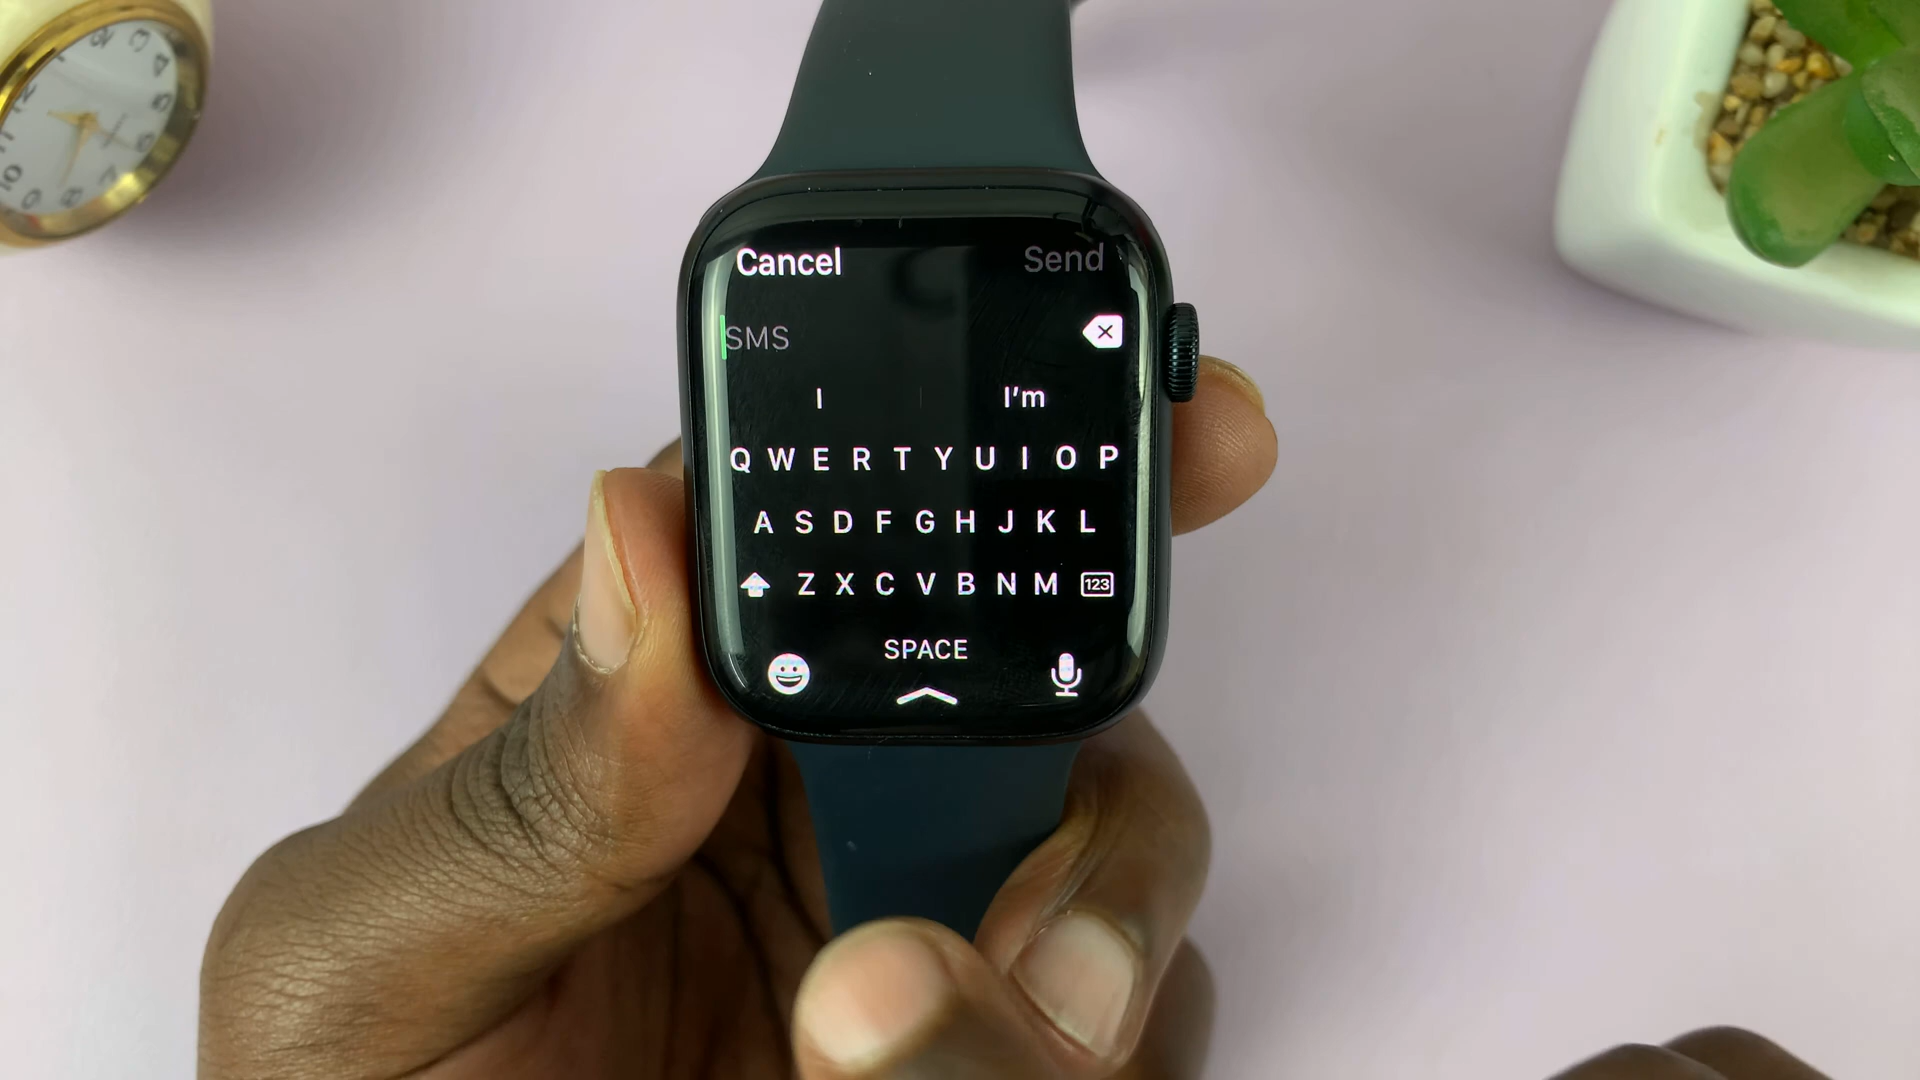 Cancel Send
SMS
I I'm
Q W E R T Y U I O P
A S D F G H J K L
Z X C V B N M 123
SPACE